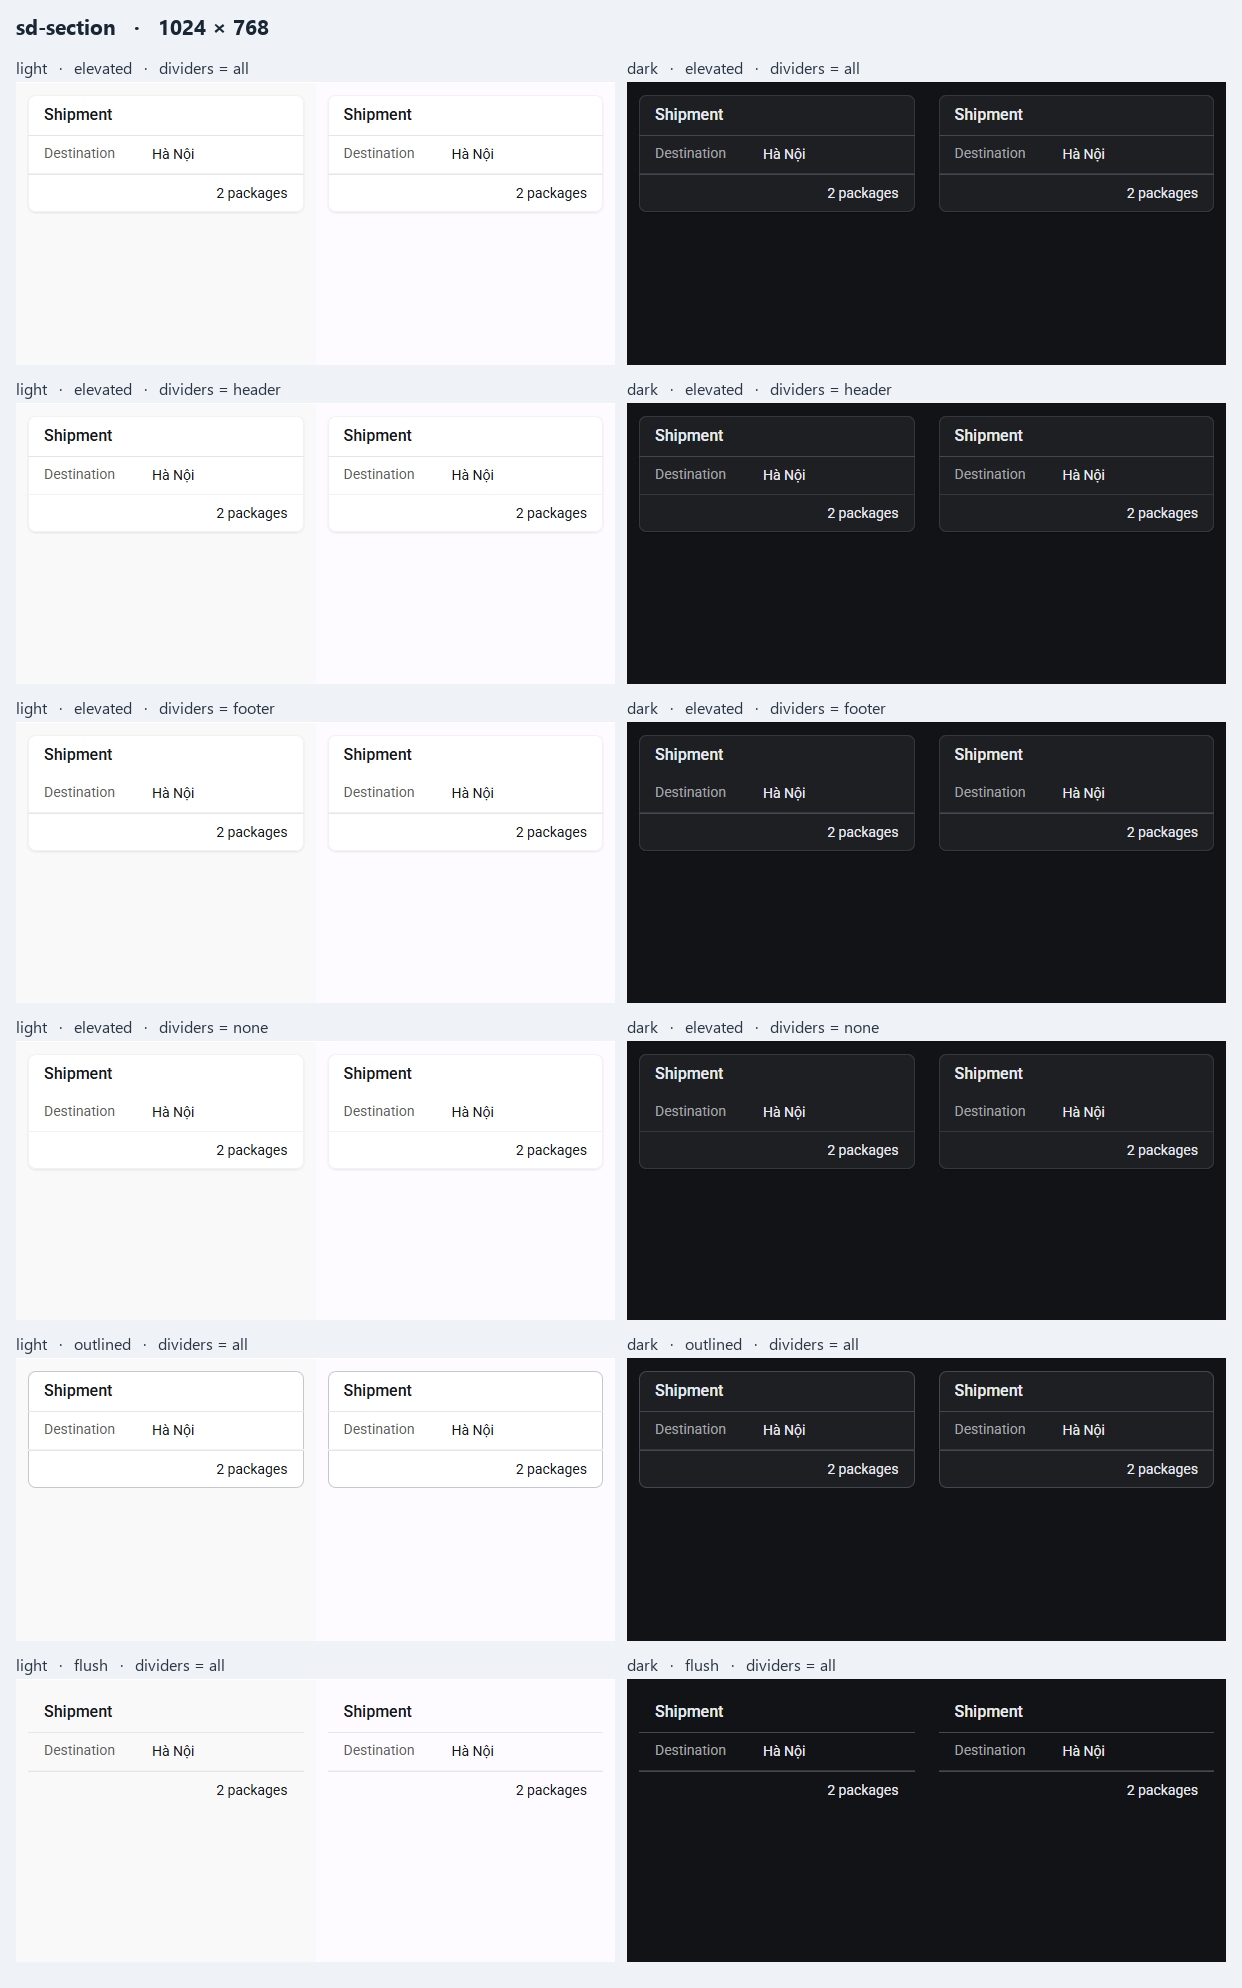 sd-section · 1024 × 768
light · elevated · dividers = all
dark · elevated · dividers = all
Shipment
Shipment
Shipment
Shipment
Destination Hà Nội
Destination Hà Nội
Destination Hà Nội
Destination Hà Nội
2 packages
2 packages
2 packages
2 packages
light · elevated · dividers = header
dark · elevated · dividers = header
Shipment
Shipment
Shipment
Shipment
Destination Hà Nội
Destination Hà Nội
Destination Hà Nội
Destination Hà Nội
2 packages
2 packages
2 packages
2 packages
light · elevated · dividers = footer
dark · elevated · dividers = footer
Shipment
Shipment
Shipment
Shipment
Destination Hà Nội
Destination Hà Nội
Destination Hà Nội
Destination Hà Nội
2 packages
2 packages
2 packages
2 packages
light · elevated · dividers = none
dark · elevated · dividers = none
Shipment
Shipment
Shipment
Shipment
Destination Hà Nội
Destination Hà Nội
Destination Hà Nội
Destination Hà Nội
2 packages
2 packages
2 packages
2 packages
light · outlined · dividers = all
dark · outlined · dividers = all
Shipment
Shipment
Shipment
Shipment
Destination Hà Nội
Destination Hà Nội
Destination Hà Nội
Destination Hà Nội
2 packages
2 packages
2 packages
2 packages
light · flush · dividers = all
dark · flush · dividers = all
Shipment
Shipment
Shipment
Shipment
Destination Hà Nội
Destination Hà Nội
Destination Hà Nội
Destination Hà Nội
2 packages
2 packages
2 packages
2 packages